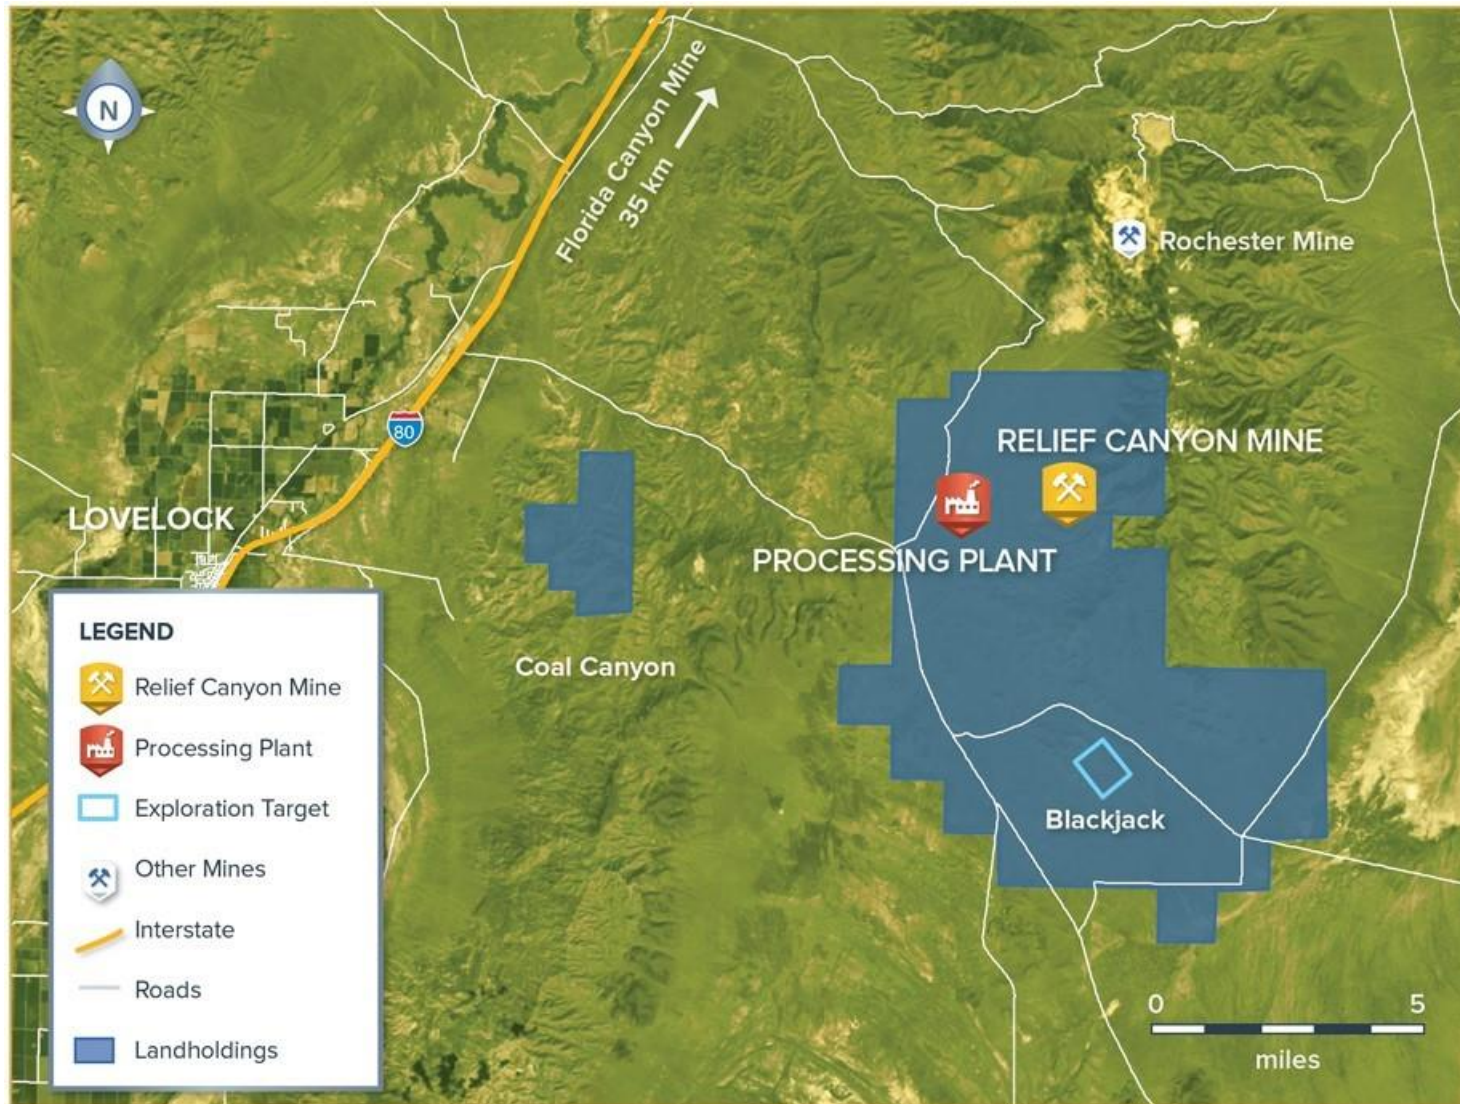 N
Florida Canyon Mine
35 km
Rochester Mine
80
RELIEF CANYON MINE
LOVELOCK
PROCESSING PLANT
Coal Canyon
Blackjack
LEGEND
Relief Canyon Mine
Processing Plant
Exploration Target
Other Mines
Interstate
Roads
Landholdings
0 5
miles